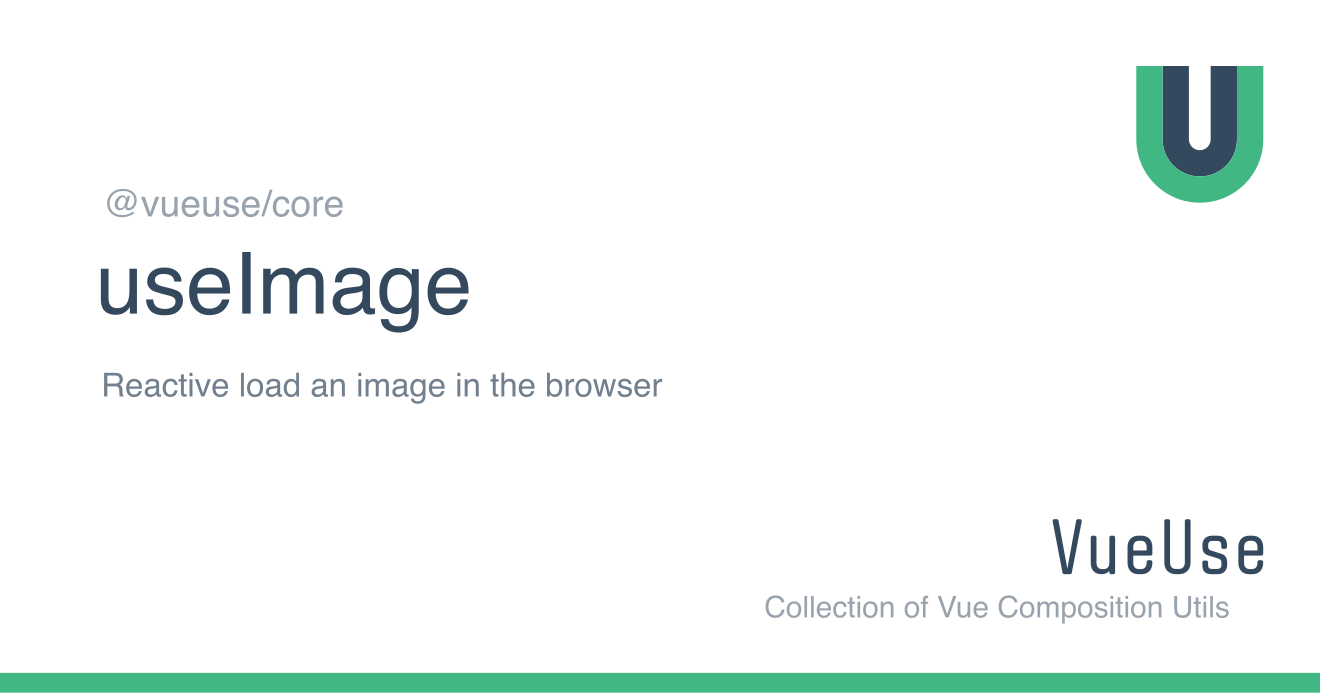 @vueuse/core
useImage
Reactive load an image in the browser
VueUse
Collection of Vue Composition Utils